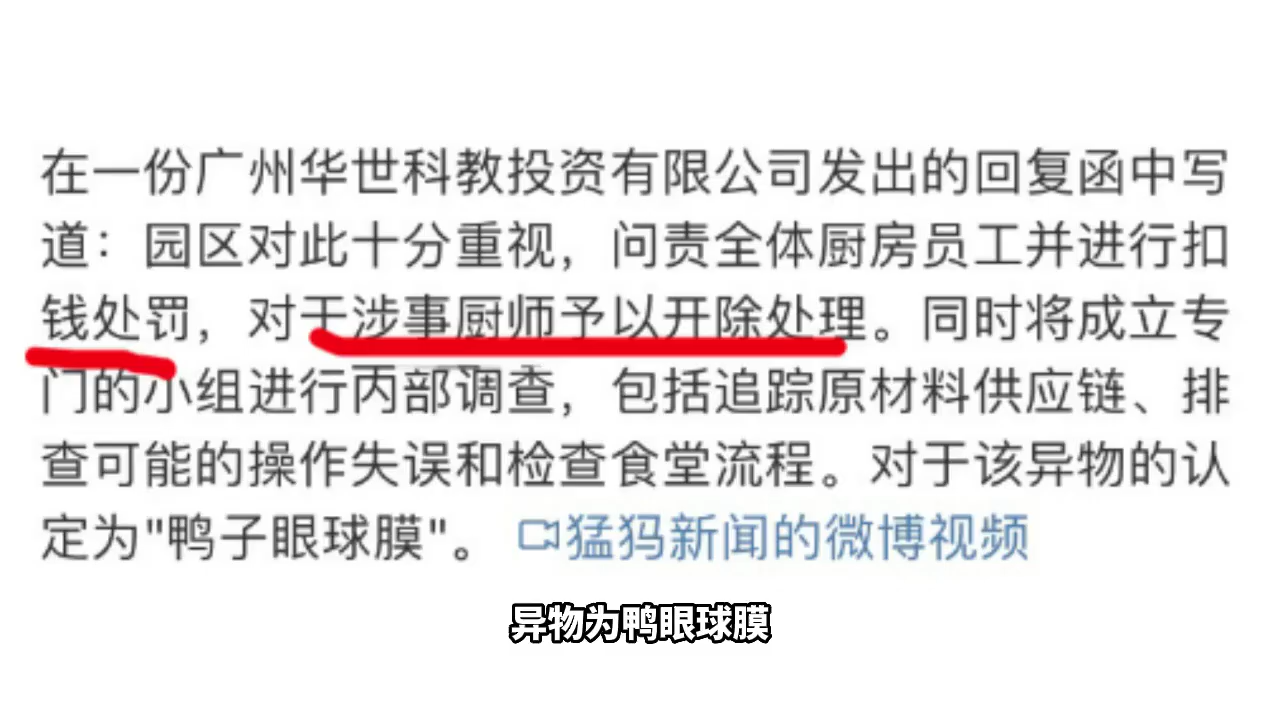 在一份广州华世科教投资有限公司发出的回复函中写
道：园区对此十分重视，问责全体厨房员工并进行扣
钱处罚，对于涉事厨师予以开除处理。同时将成立专
门的小组进行内部调查，包括追踪原材料供应链、排
查可能的操作失误和检查食堂流程。对于该异物的认
定为"鸭子眼球膜"。 猛犸新闻的微博视频
异物为鸭眼球膜